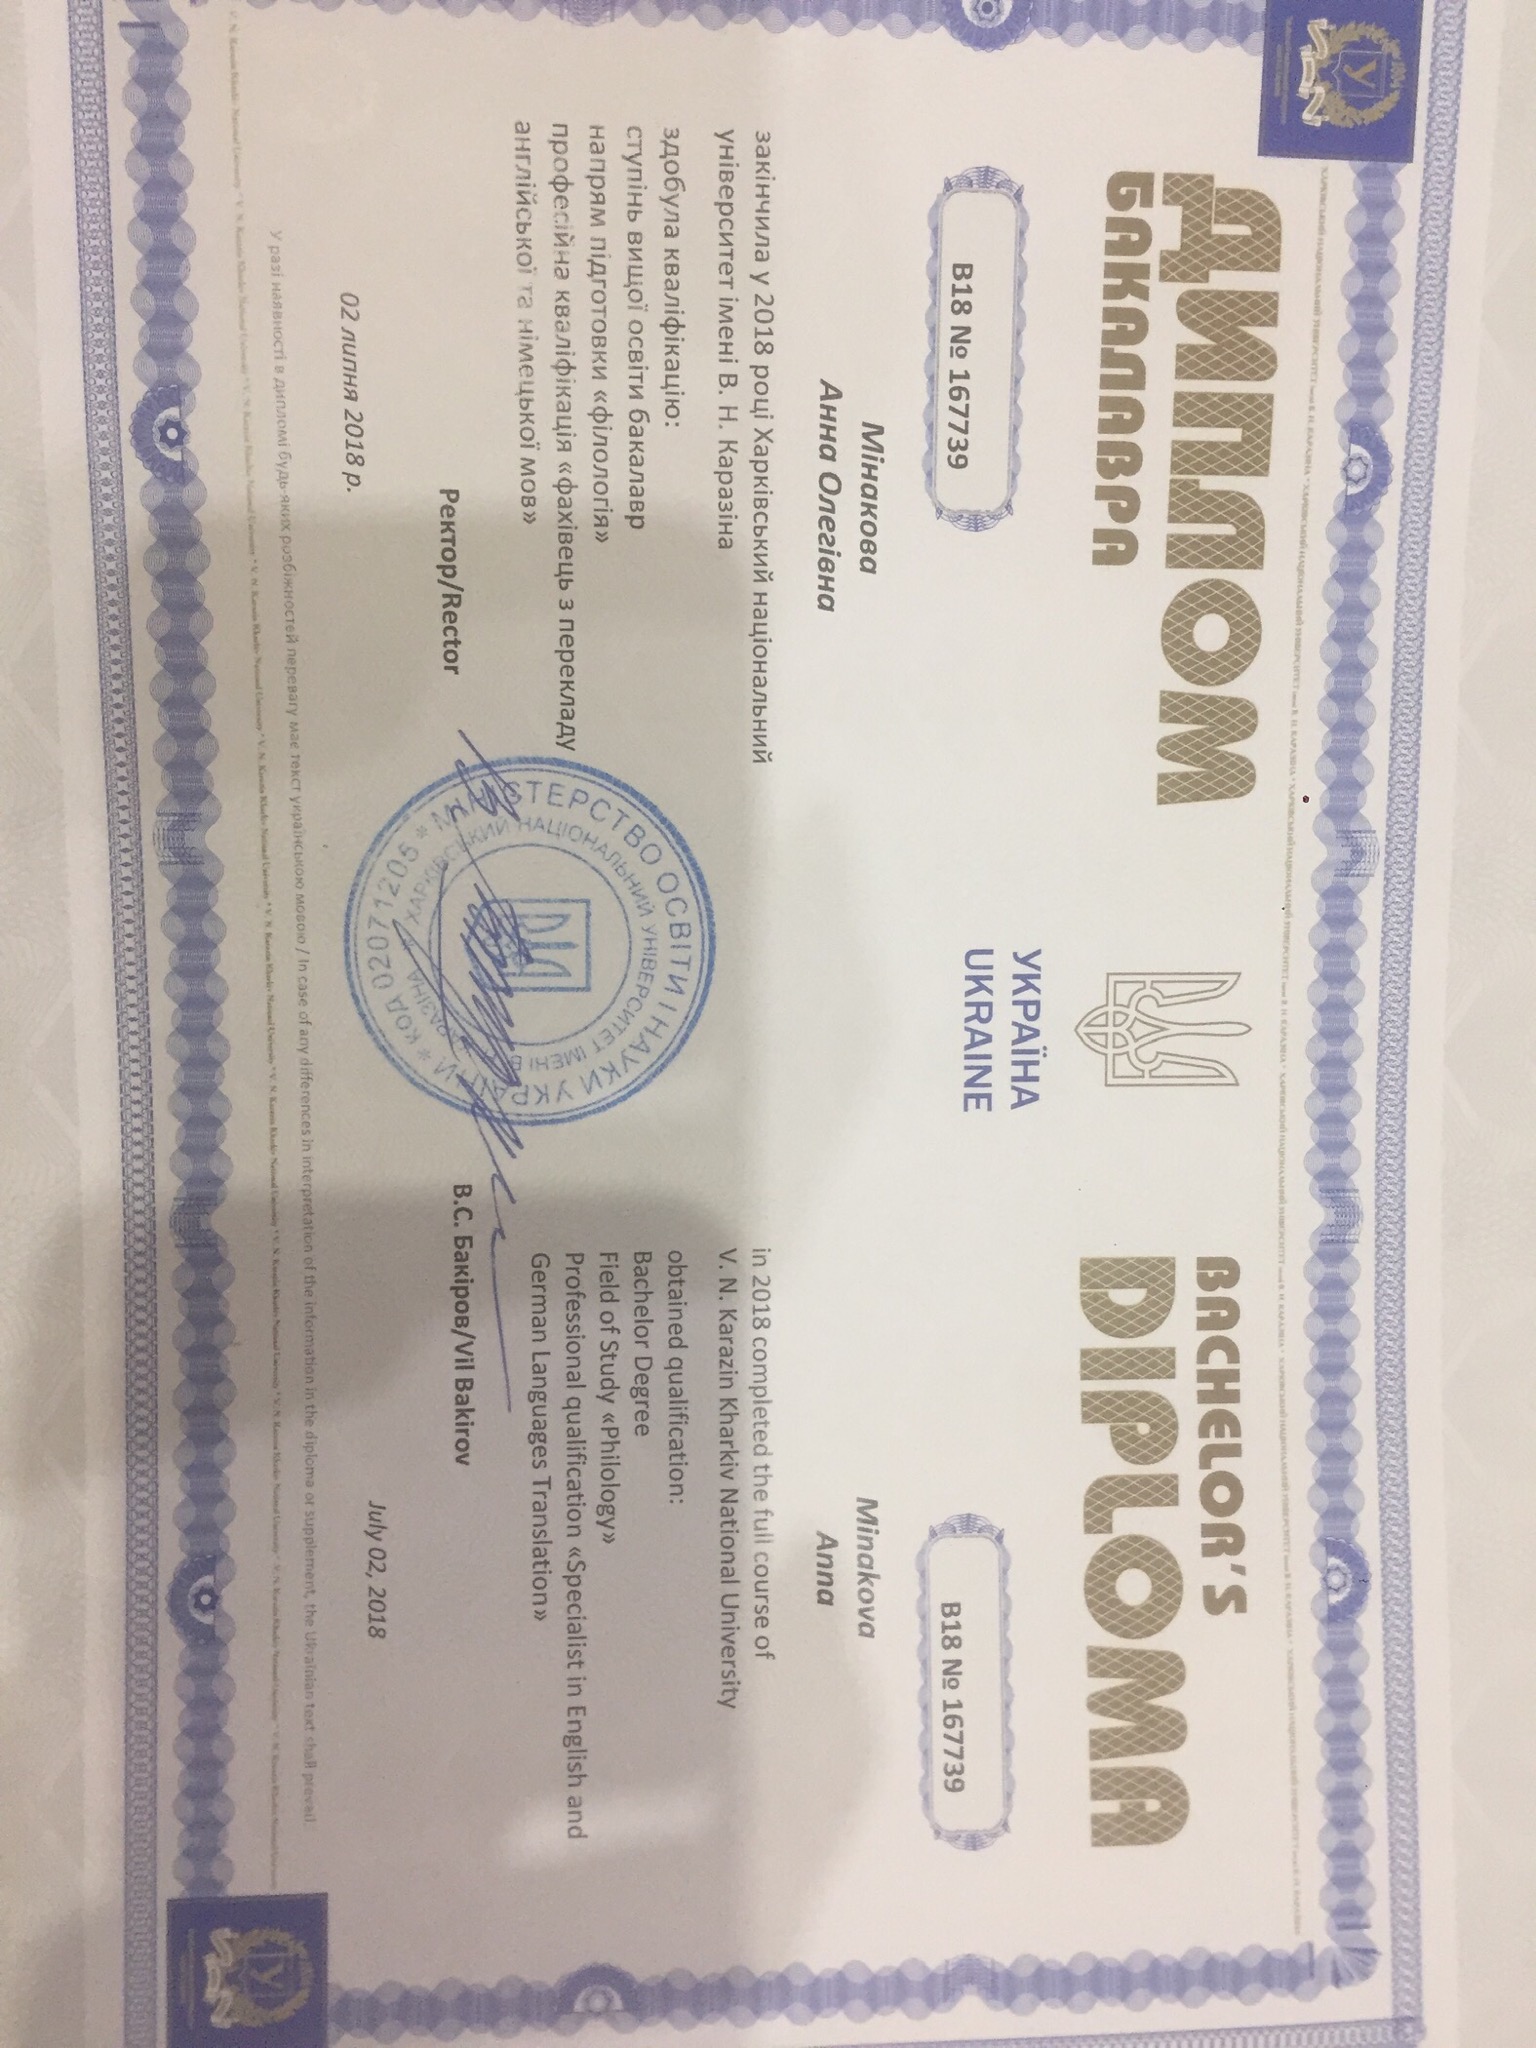 ДИПЛОМ
БАКАЛАВРА
В18 № 167739
Мінакова
Анна Олегівна
закінчила у 2018 році Харківський національний
університет імені В. Н. Каразіна
здобула кваліфікацію:
ступінь вищої освіти бакалавр
напрям підготовки «філологія»
професійна кваліфікація «фахівець з перекладу
англійської та німецької мов»
УКРАЇНА
UKRAINE
BACHELOR'S
DIPLOMA
B18 № 167739
Minakova
Anna
in 2018 completed the full course of
V. N. Karazin Kharkiv National University
obtained qualification:
Bachelor Degree
Field of Study «Philology»
Professional qualification «Specialist in English and
German Languages Translation»
Ректор/Rector
В.С. Бакіров/Vil Bakirov
МІНІСТЕРСТВО ОСВІТИ І НАУКИ УКРАЇНИ * КОД 02071205 *
ХАРКІВСЬКИЙ НАЦІОНАЛЬНИЙ УНІВЕРСИТЕТ ІМЕНІ В
02 липня 2018 р.
July 02, 2018
У разі наявності в дипломі будь-яких розбіжностей перевагу має текст українською мовою / In case of any differences in interpretation of the information in the diploma or supplement, the Ukrainian text shall prevail